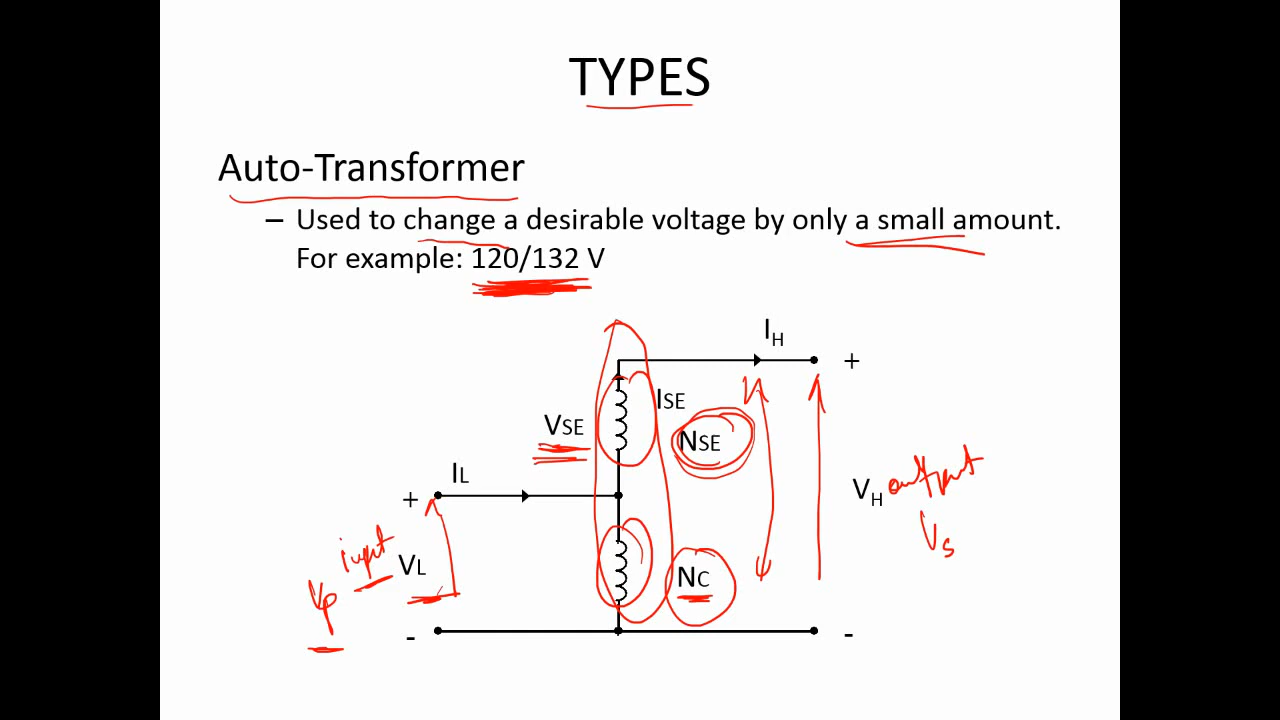 TYPES
Auto-Transformer
– Used to change a desirable voltage by only a small amount.
For example: 120/132 V
IH
+
ISE
VSE
NSE
IL
+
VH output
Vs
input
VL
NC
Vp
-
-